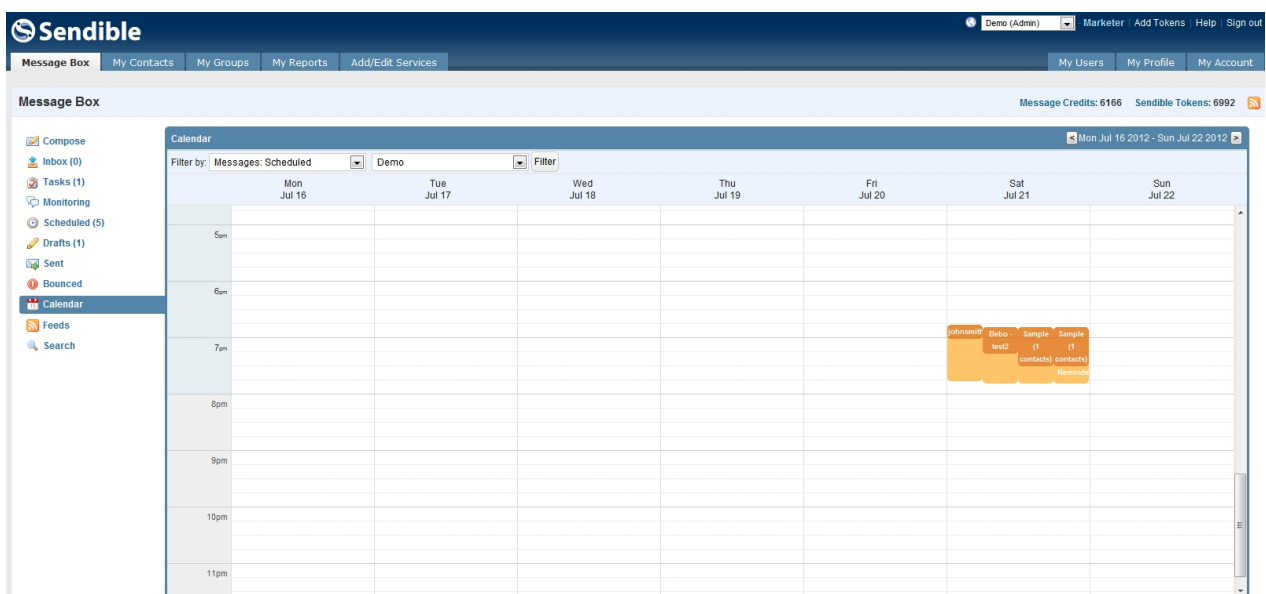 Sendible
Demo (Admin) - Marketer | Add Tokens | Help | Sign out
Message Box My Contacts My Groups My Reports Add/Edit Services My Users My Profile My Account
Message Box Message Credits: 6166 Sendible Tokens: 6992
Compose
Inbox (0)
Tasks (1)
Monitoring
Scheduled (5)
Drafts (1)
Sent
Bounced
Calendar
Feeds
Search
Calendar < Mon Jul 16 2012 - Sun Jul 22 2012 >
Filter by: Messages: Scheduled Demo Filter
Mon Tue Wed Thu Fri Sat Sun
Jul 16 Jul 17 Jul 18 Jul 19 Jul 20 Jul 21 Jul 22
5pm
6pm
johnsmith
Bebo - Sample Sample
7pm test2 (1 (1
contacts) contacts)
Reminde
8pm
9pm
10pm
11pm